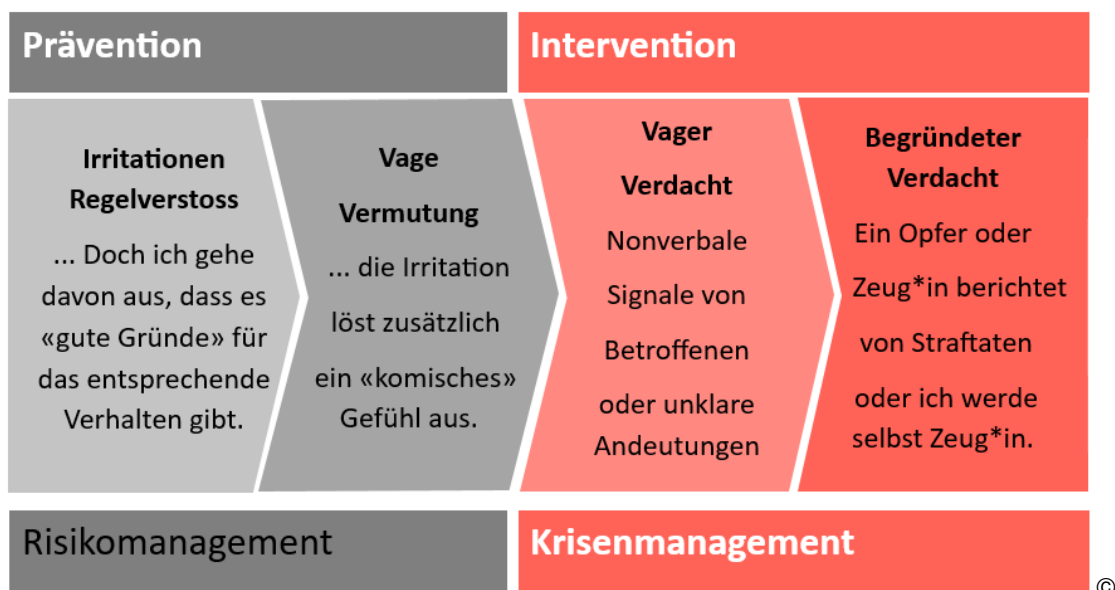 Prävention
Intervention
Irritationen
Regelverstoss
... Doch ich gehe
davon aus, dass es
«gute Gründe» für
das entsprechende
Verhalten gibt.
Vage
Vermutung
... die Irritation
löst zusätzlich
ein «komisches»
Gefühl aus.
Vager
Verdacht
Nonverbale
Signale von
Betroffenen
oder unklare
Andeutungen
Begründeter
Verdacht
Ein Opfer oder
Zeug*in berichtet
von Straftaten
oder ich werde
selbst Zeug*in.
Risikomanagement
Krisenmanagement
©